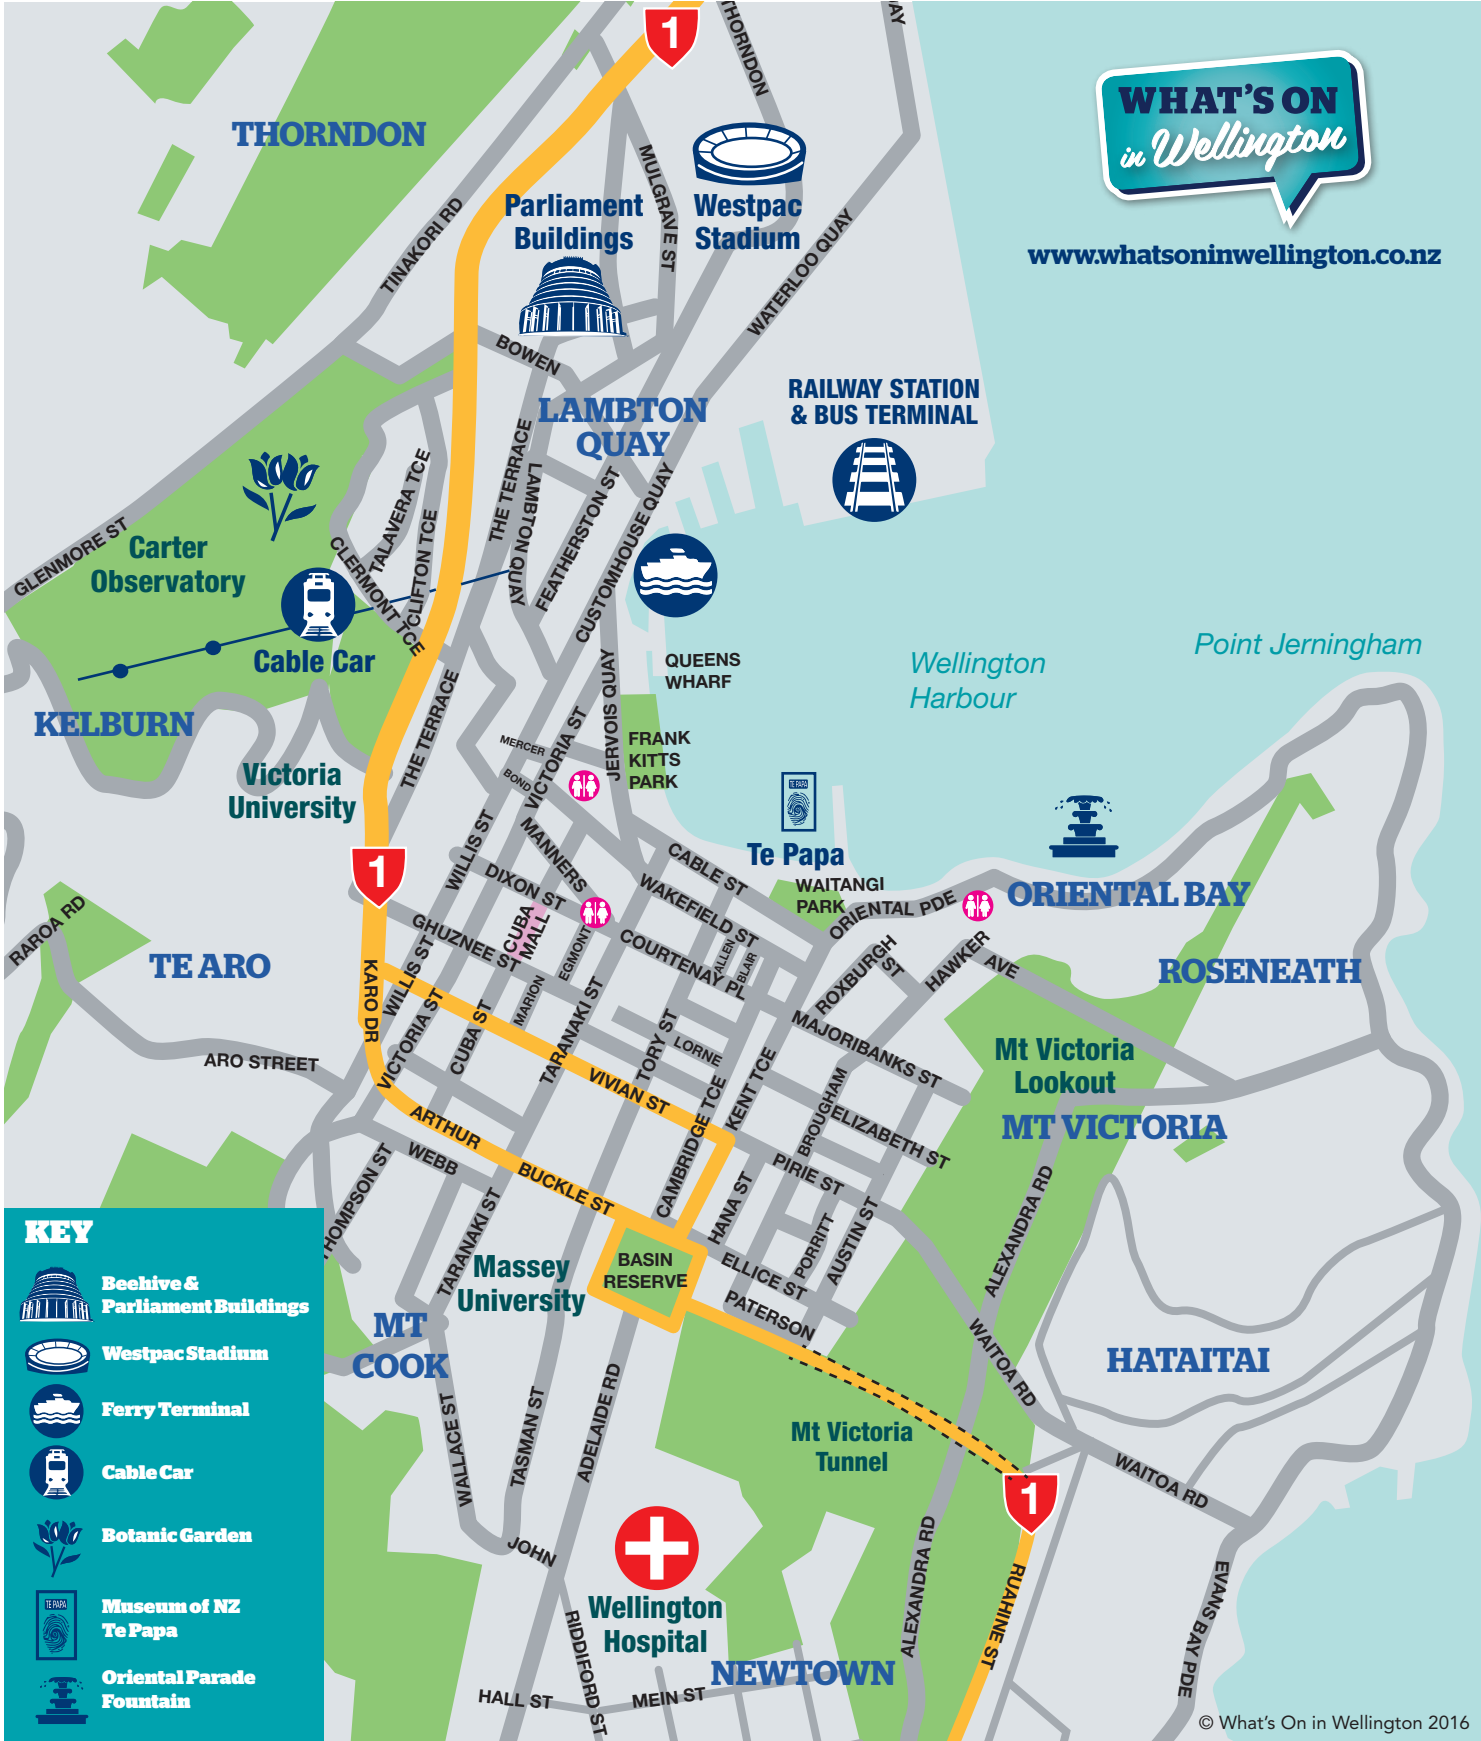 1
THORNDON
AY
WHAT'S ON
in Wellington
www.whatsoninwellington.co.nz
THORNDON
MULGRAVE ST
TINAKORI RD
Parliament
Buildings
Westpac
Stadium
WATERLOO QUAY
BOWEN
LAMBTON
QUAY
RAILWAY STATION
& BUS TERMINAL
THE TERRACE
LAMBTON QUAY
FEATHERSTON ST
CUSTOMHOUSE QUAY
TALAVERA TCE
CLIFTON TCE
CLERMONT TCE
GLENMORE ST
Carter
Observatory
Cable Car
KELBURN
QUEENS
WHARF
Wellington
Harbour
Point Jerningham
JERVOIS QUAY
FRANK
KITTS
PARK
THE TERRACE
MERCER
BOND
VICTORIA ST
Victoria
University
TE PAPA
Te Papa
1
WILLIS ST
MANNERS
DIXON ST
CABLE ST
WAKEFIELD ST
WAITANGI
PARK
ORIENTAL PDE
ORIENTAL BAY
RAROA RD
TE ARO
GHUZNEE ST
CUBA
MALL
EGMONT
COURTENAY PL
ALLEN
BLAIR
ROXBURGH
ST
HAWKER
AVE
ROSENEATH
KARO DR
WILLIS ST
VICTORIA ST
CUBA ST
MARION
TARANAKI ST
TORY ST
LORNE
KENT TCE
MAJORIBANKS ST
Mt Victoria
Lookout
MT VICTORIA
ARO STREET
VIVIAN ST
CAMBRIDGE TCE
BROUGHAM
ELIZABETH ST
ARTHUR
WEBB
BUCKLE ST
PIRIE ST
HANA ST
PORRITT
AUSTIN ST
ALEXANDRA RD
THOMPSON ST
TARANAKI ST
Massey
University
BASIN
RESERVE
ELLICE ST
PATERSON
WAITOA RD
HATAITAI
MT
COOK
WALLACE ST
TASMAN ST
ADELAIDE RD
Mt Victoria
Tunnel
1
WAITOA RD
JOHN
Wellington
Hospital
ALEXANDRA RD
RUAHINE ST
EVANS BAY PDE
RIDDIFORD ST
NEWTOWN
HALL ST
MEIN ST
KEY
Beehive &
Parliament Buildings
Westpac Stadium
Ferry Terminal
Cable Car
Botanic Garden
TE PAPA
Museum of NZ
Te Papa
Oriental Parade
Fountain
© What's On in Wellington 2016